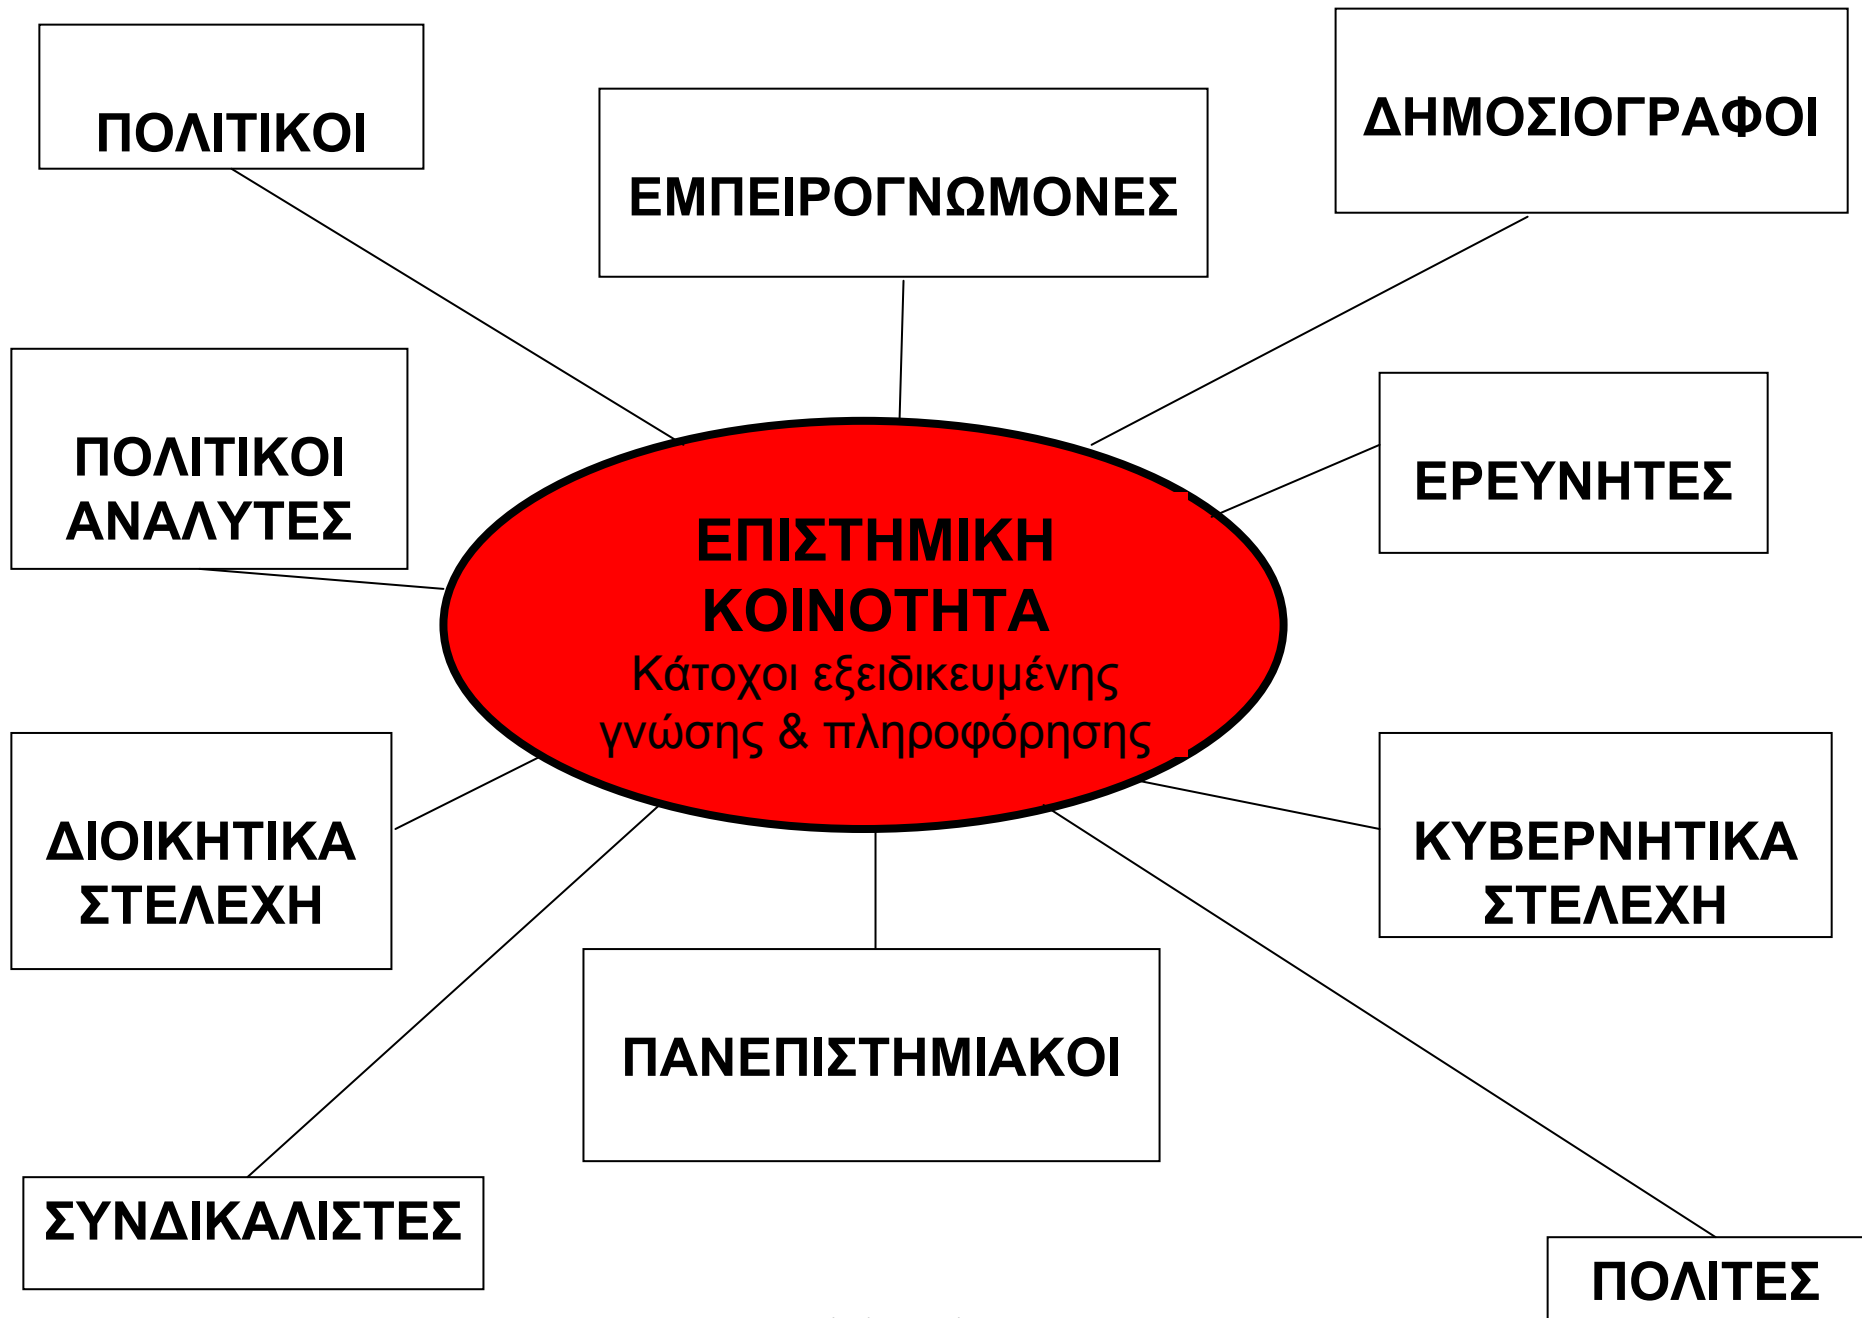 ΠΟΛΙΤΙΚΟΙ
ΕΜΠΕΙΡΟΓΝΩΜΟΝΕΣ
ΔΗΜΟΣΙΟΓΡΑΦΟΙ
ΠΟΛΙΤΙΚΟΙ
ΑΝΑΛΥΤΕΣ
ΕΡΕΥΝΗΤΕΣ
ΕΠΙΣΤΗΜΙΚΗ
ΚΟΙΝΟΤΗΤΑ
Κάτοχοι εξειδικευμένης
γνώσης & πληροφόρησης
ΔΙΟΙΚΗΤΙΚΑ
ΣΤΕΛΕΧΗ
ΚΥΒΕΡΝΗΤΙΚΑ
ΣΤΕΛΕΧΗ
ΠΑΝΕΠΙΣΤΗΜΙΑΚΟΙ
ΣΥΝΔΙΚΑΛΙΣΤΕΣ
ΠΟΛΙΤΕΣ